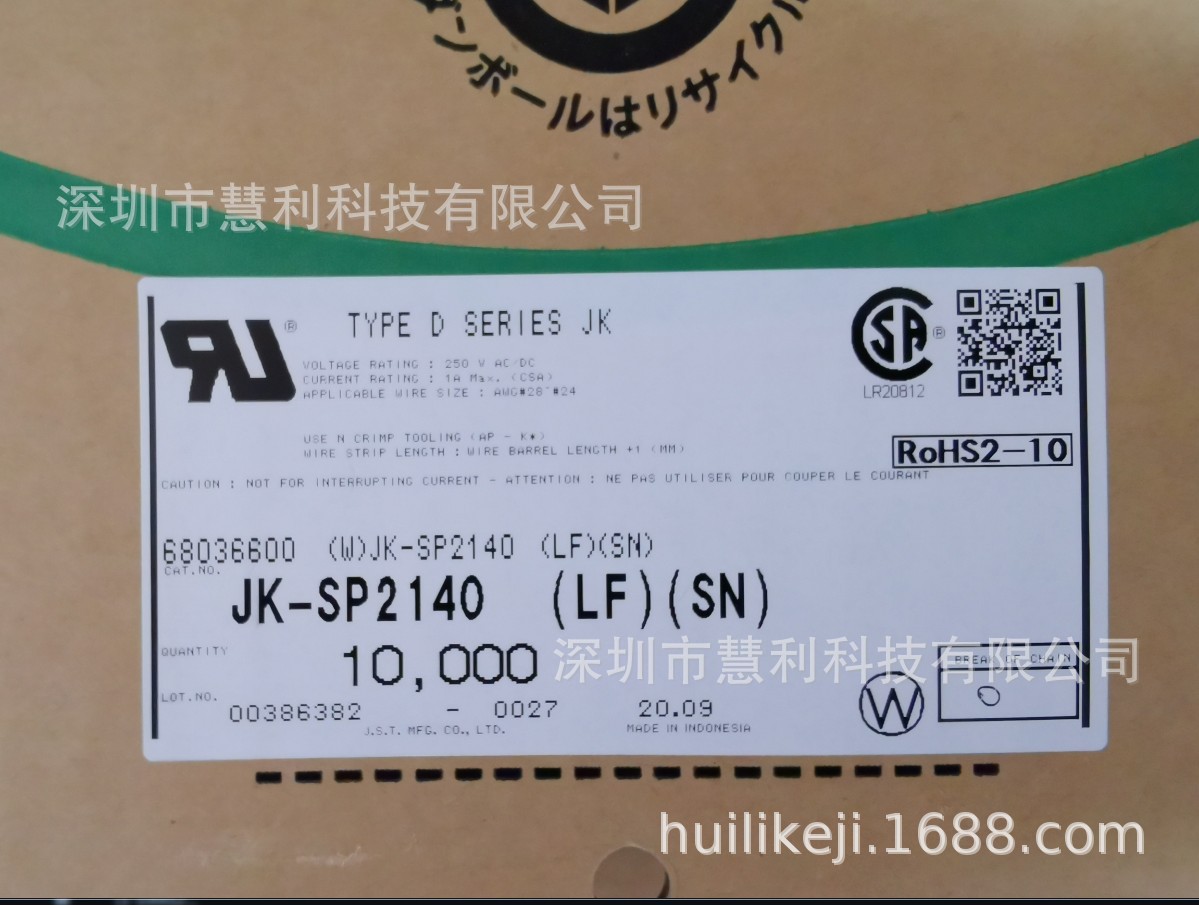 ダンボールはリサイクル
深圳市慧利科技有限公司
TYPE D SERIES JK
VOLTAGE RATING : 250 V AC/DC
CURRENT RATING : 1A Max. (CSA)
APPLICABLE WIRE SIZE : AWG#28~#24
LR20812
USE N CRIMP TOOLING (AP - K*)
WIRE STRIP LENGTH : WIRE BARREL LENGTH +1 (MM)
RoHS2-10
CAUTION : NOT FOR INTERRUPTING CURRENT - ATTENTION : NE PAS UTILISER POUR COUPER LE COURANT
68036600 (W)JK-SP2140 (LF)(SN)
CAT.NO.
JK-SP2140 (LF)(SN)
QUANTITY
10,000
深圳市慧利科技有限公司
BREAK OF CHAIN
LOT.NO.
00386382 - 0027 20.09
W
J.S.T. MFG. CO., LTD. MADE IN INDONESIA
huilikeji.1688.com